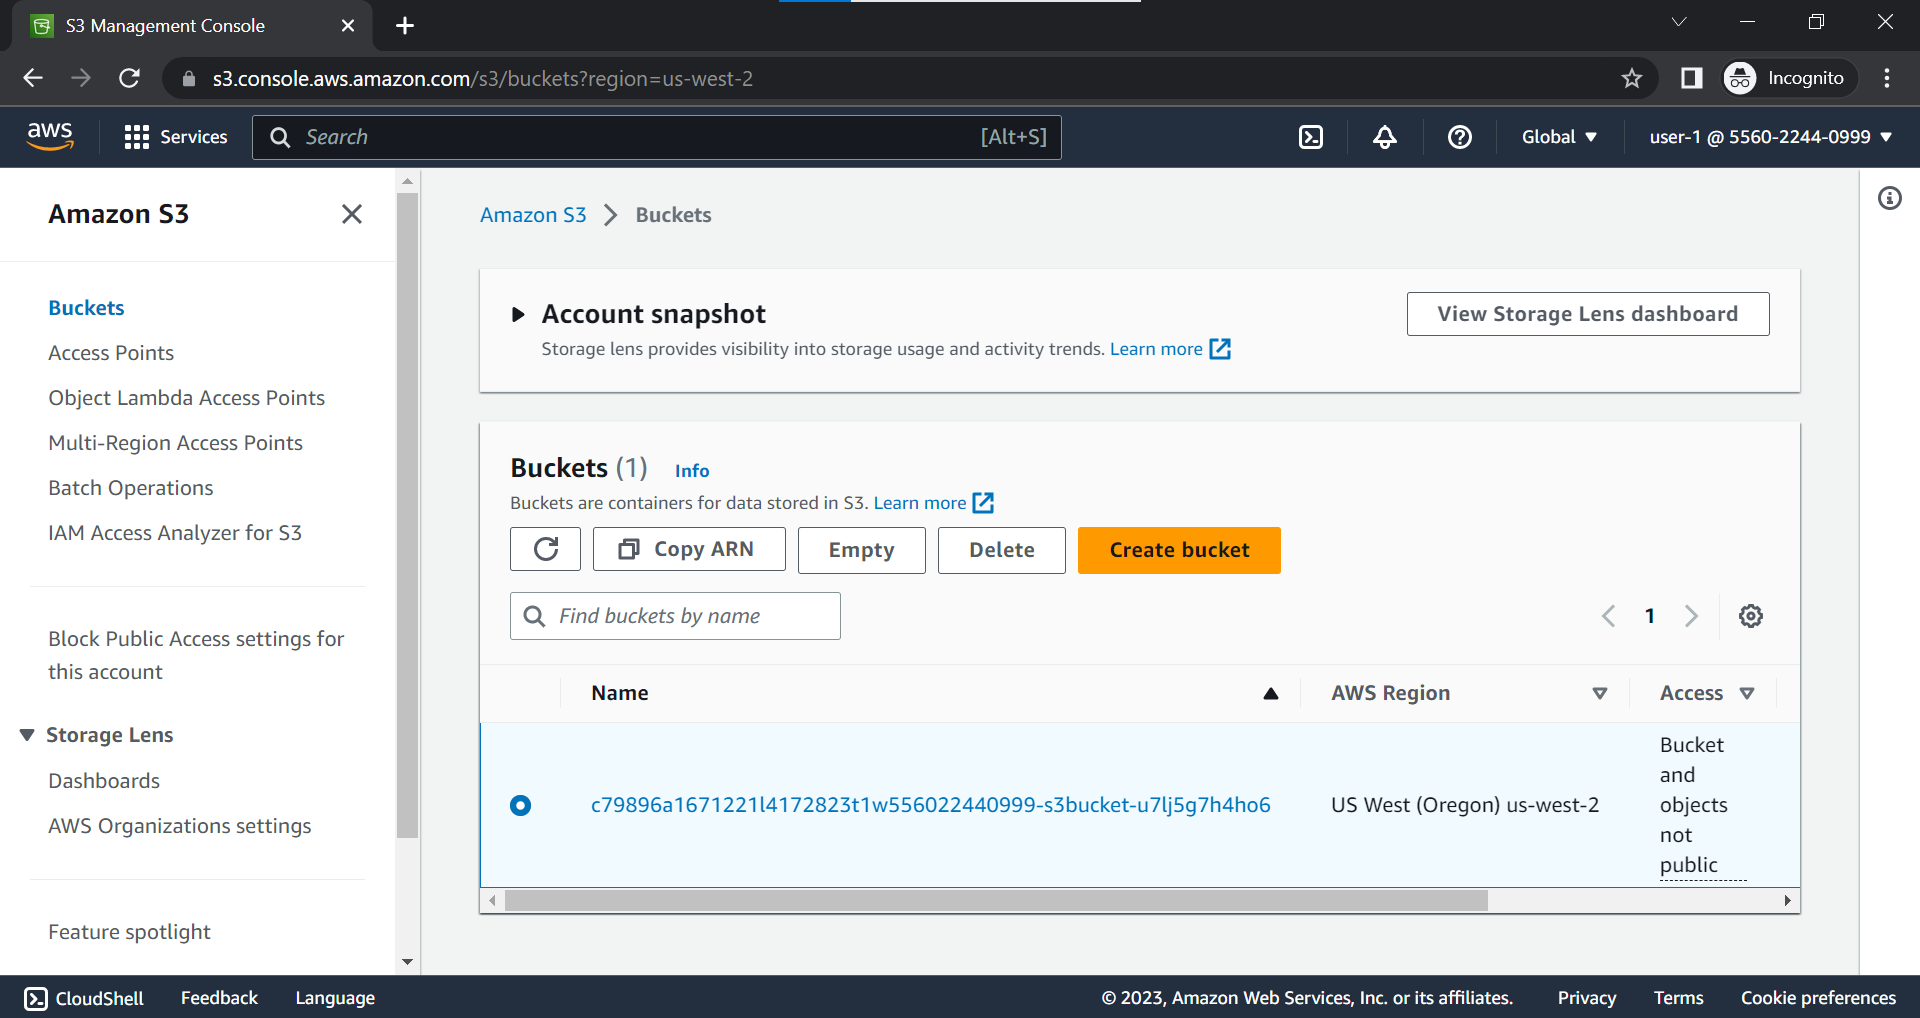 S3 Management Console
s3.console.aws.amazon.com/s3/buckets?region=us-west-2
Incognito
aws
Services
Search
[Alt+S]
Global
user-1 @ 5560-2244-0999
Amazon S3
Buckets
Access Points
Object Lambda Access Points
Multi-Region Access Points
Batch Operations
IAM Access Analyzer for S3
Block Public Access settings for
this account
Storage Lens
Dashboards
AWS Organizations settings
Feature spotlight
Amazon S3
Buckets
Account snapshot
Storage lens provides visibility into storage usage and activity trends. Learn more
View Storage Lens dashboard
Buckets (1) Info
Buckets are containers for data stored in S3. Learn more
Copy ARN
Empty
Delete
Create bucket
Find buckets by name
1
Name
AWS Region
Access
c79896a1671221l4172823t1w556022440999-s3bucket-u7lj5g7h4ho6
US West (Oregon) us-west-2
Bucket
and
objects
not
public
CloudShell
Feedback
Language
© 2023, Amazon Web Services, Inc. or its affiliates.
Privacy
Terms
Cookie preferences